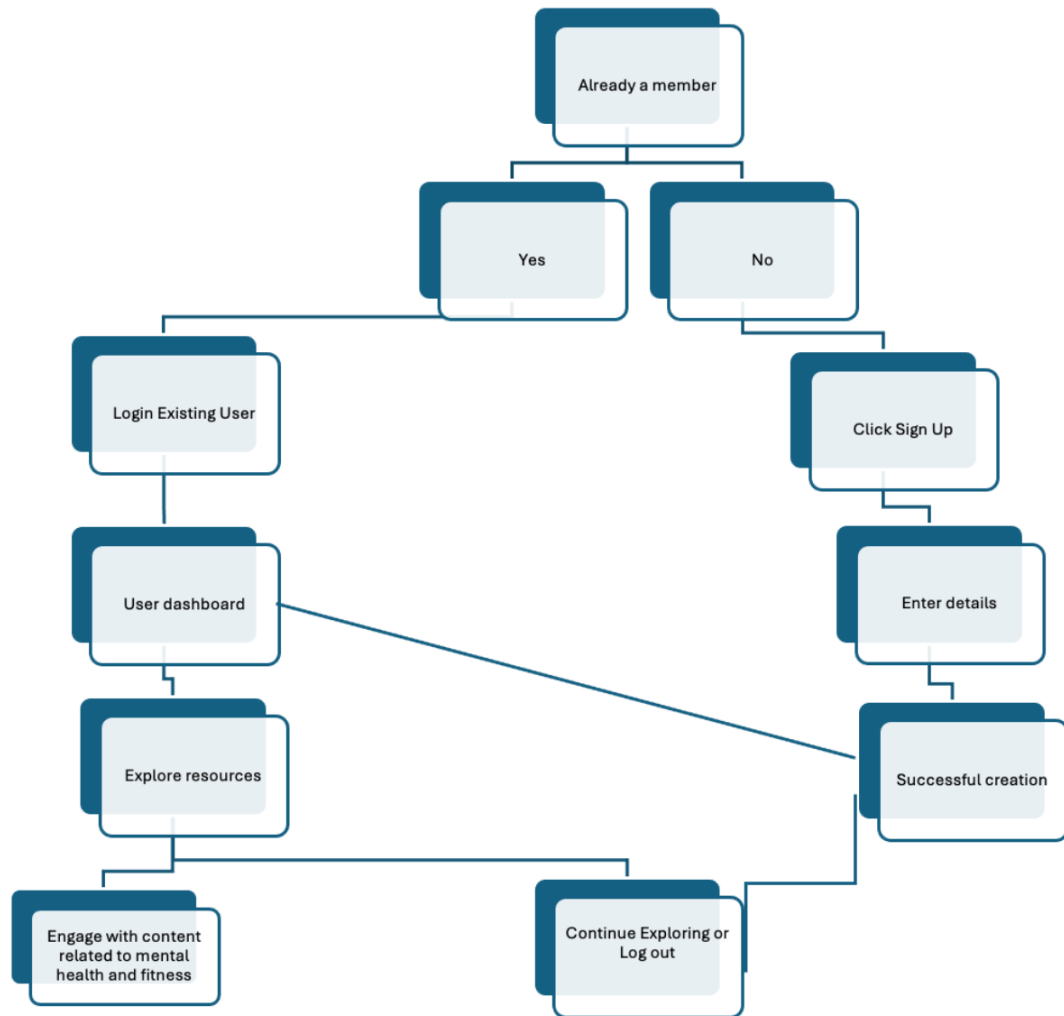 Already a member
Yes
No
Login Existing User
Click Sign Up
User dashboard
Enter details
Explore resources
Successful creation
Engage with content
related to mental
health and fitness
Continue Exploring or
Log out